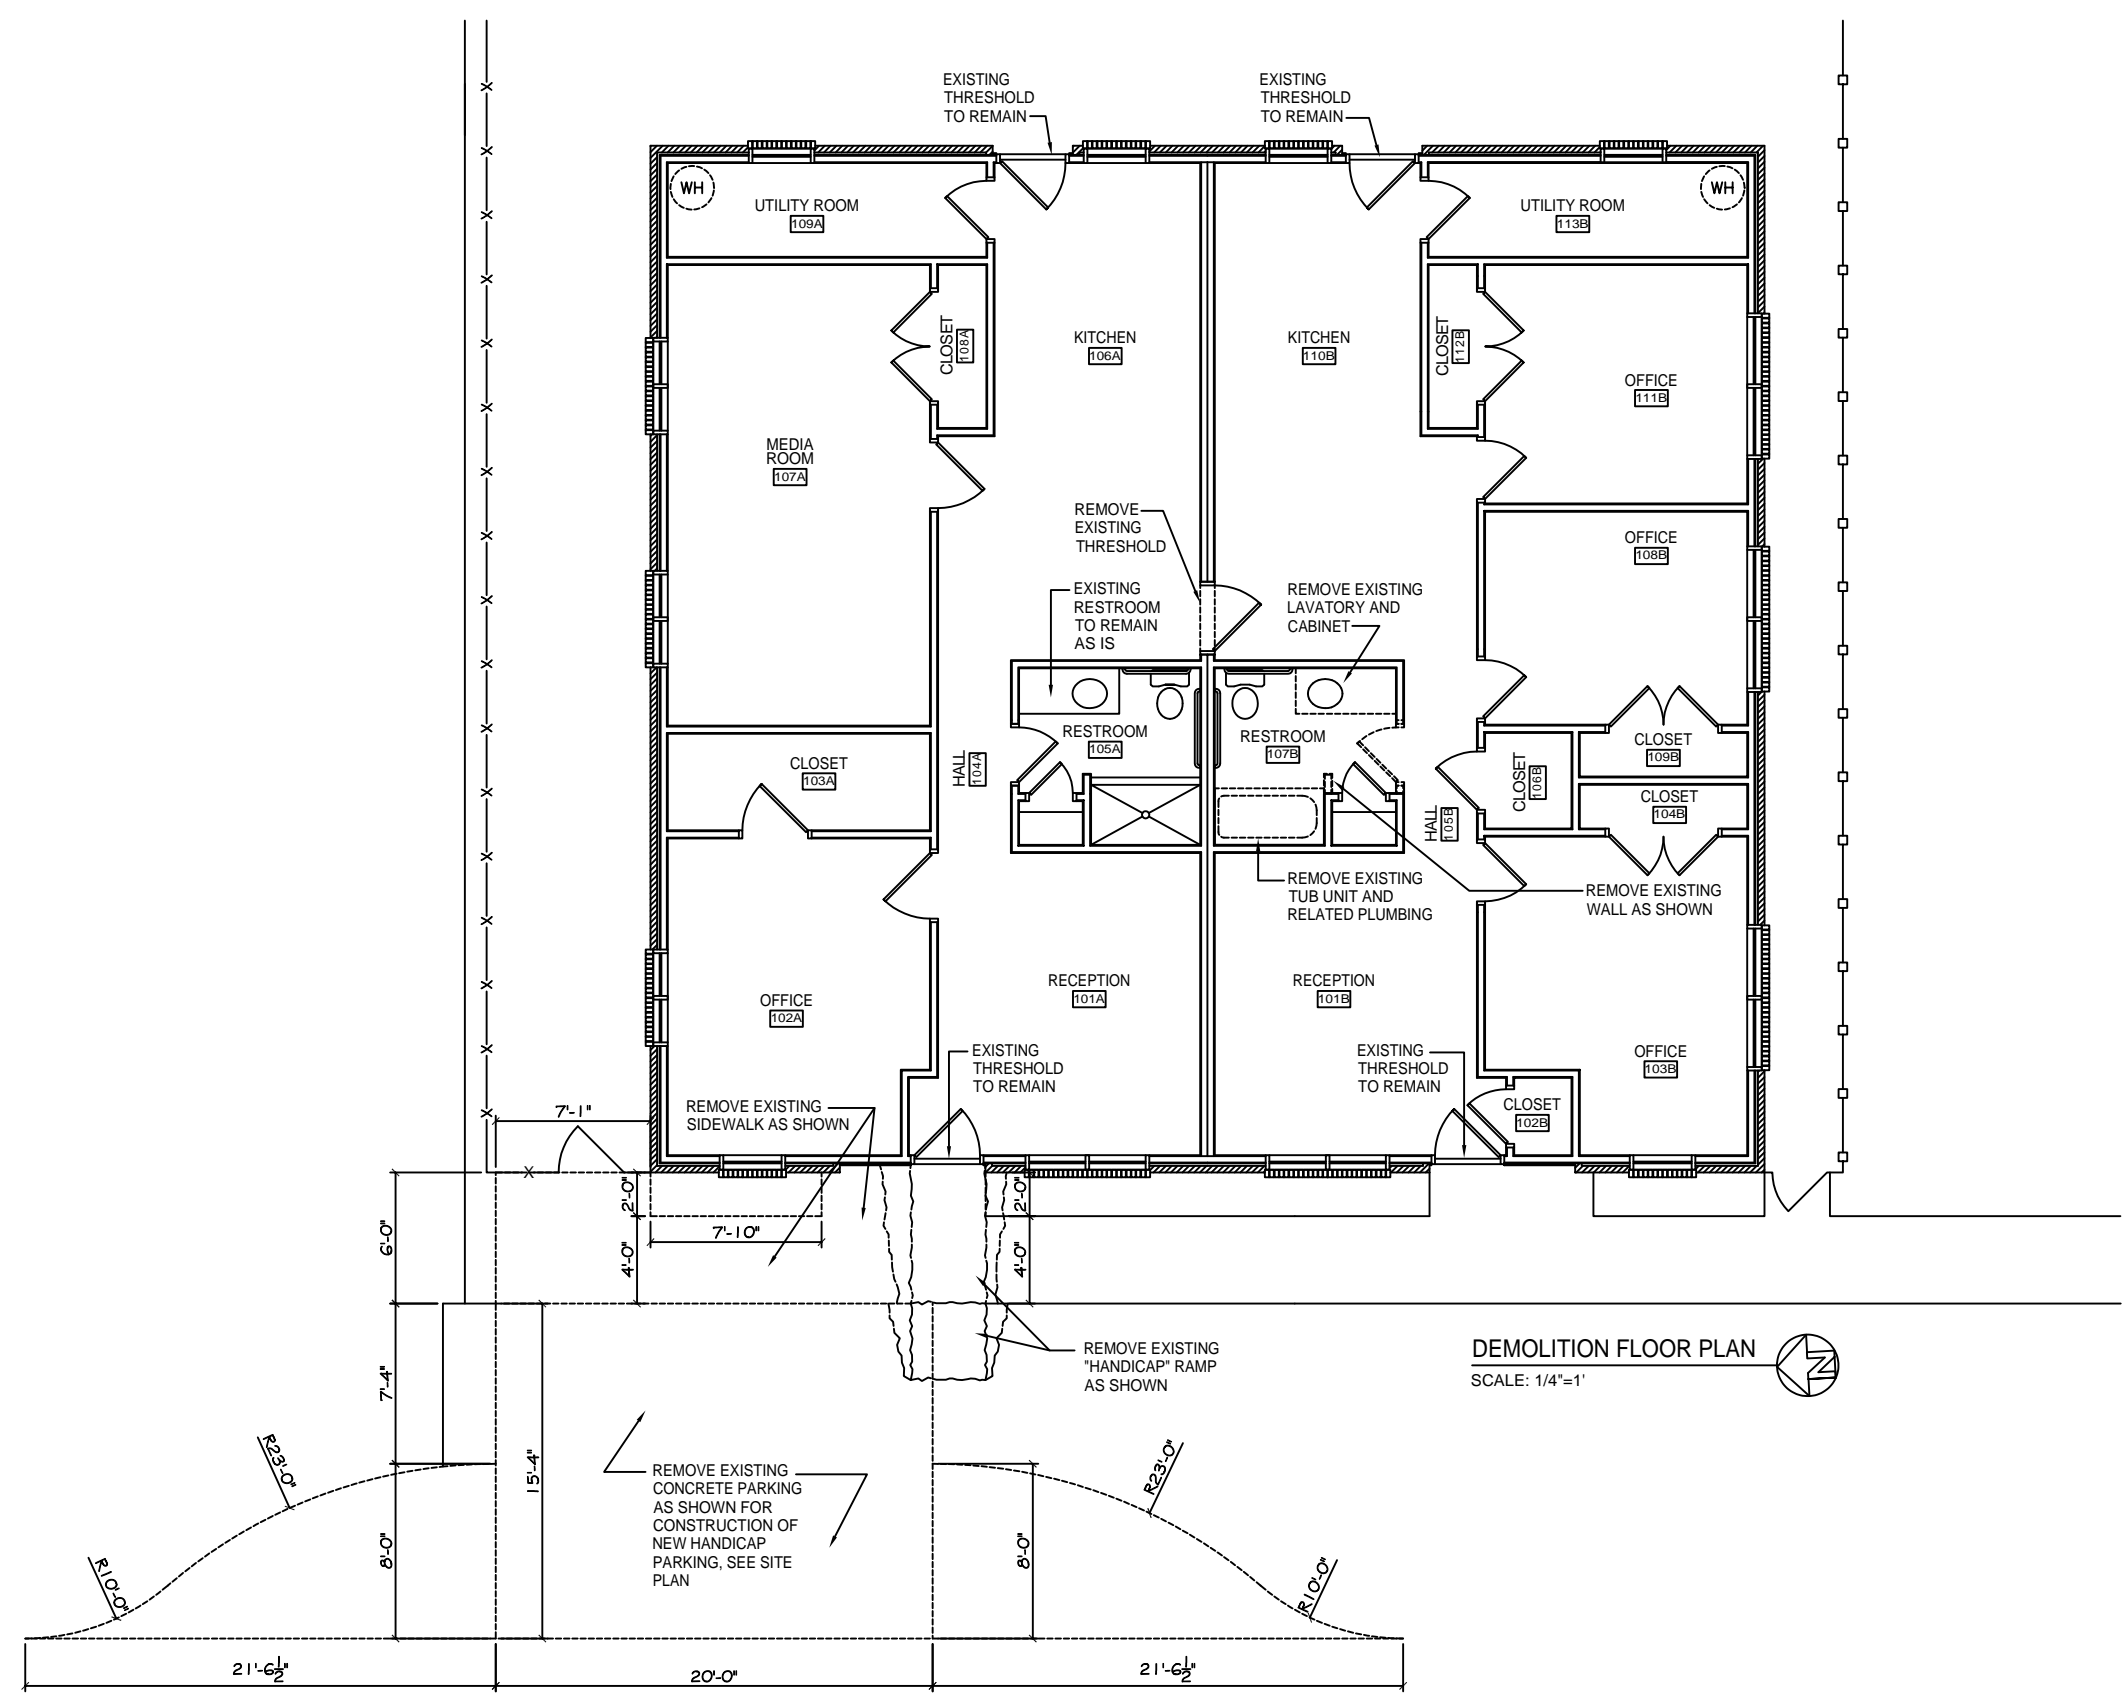 EXISTING
THRESHOLD
TO REMAIN
EXISTING
THRESHOLD
TO REMAIN
WH
UTILITY ROOM
109A
UTILITY ROOM
113B
WH
CLOSET
108A
KITCHEN
106A
KITCHEN
110B
CLOSET
112B
OFFICE
111B
MEDIA
ROOM
107A
REMOVE
EXISTING
THRESHOLD
OFFICE
108B
EXISTING
RESTROOM
TO REMAIN
AS IS
REMOVE EXISTING
LAVATORY AND
CABINET
RESTROOM
105A
RESTROOM
107B
CLOSET
103A
HALL
104A
CLOSET
109B
CLOSET
106B
CLOSET
104B
HALL
105B
REMOVE EXISTING
TUB UNIT AND
RELATED PLUMBING
REMOVE EXISTING
WALL AS SHOWN
OFFICE
102A
RECEPTION
101A
RECEPTION
101B
EXISTING
THRESHOLD
TO REMAIN
EXISTING
THRESHOLD
TO REMAIN
OFFICE
103B
CLOSET
102B
7'-1"
REMOVE EXISTING
SIDEWALK AS SHOWN
2'-0"
2'-0"
6'-0"
7'-10"
4'-0"
4'-0"
REMOVE EXISTING
"HANDICAP" RAMP
AS SHOWN
DEMOLITION FLOOR PLAN
SCALE: 1/4"=1'
N
7'-4"
R23'-0"
15'-4"
REMOVE EXISTING
CONCRETE PARKING
AS SHOWN FOR
CONSTRUCTION OF
NEW HANDICAP
PARKING, SEE SITE
PLAN
R23'-0"
8'-0"
8'-0"
R10'-0"
R10'-0"
21'-6½"
20'-0"
21'-6½"